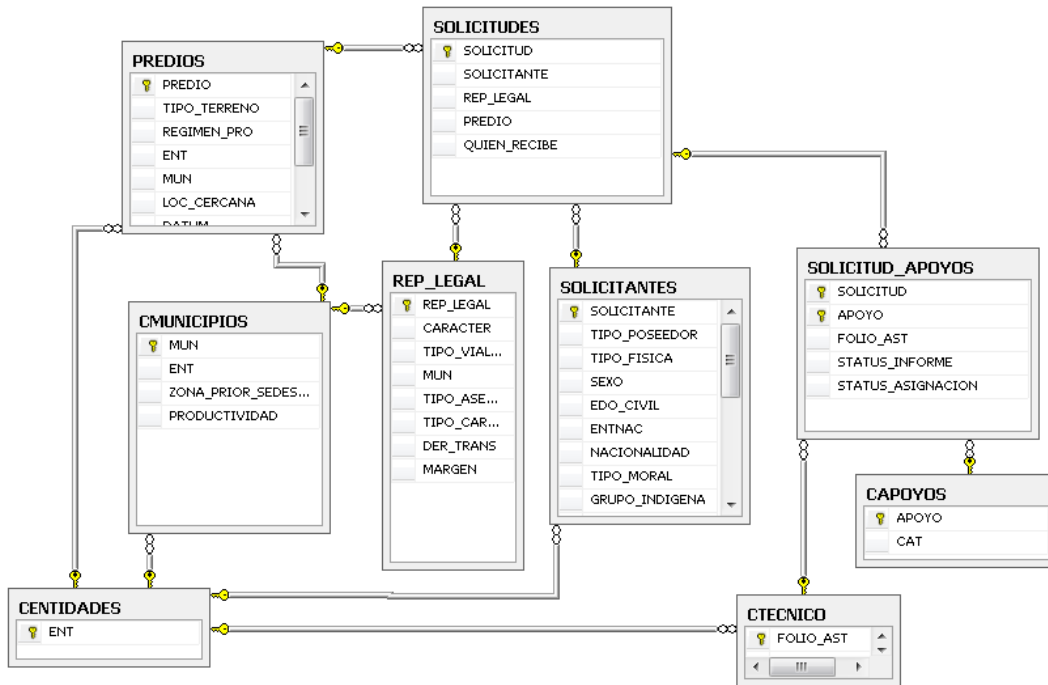 SOLICITUDES
SOLICITUD
SOLICITANTE
REP_LEGAL
PREDIO
QUIEN_RECIBE
PREDIOS
PREDIO
TIPO_TERRENO
REGIMEN_PRO
ENT
MUN
LOC_CERCANA
DATUM
REP_LEGAL
REP_LEGAL
CARACTER
TIPO_VIAL...
MUN
TIPO_ASE...
TIPO_CAR...
DER_TRANS
MARGEN
SOLICITANTES
SOLICITANTE
TIPO_POSEEDOR
TIPO_FISICA
SEXO
EDO_CIVIL
ENTNAC
NACIONALIDAD
TIPO_MORAL
GRUPO_INDIGENA
SOLICITUD_APOYOS
SOLICITUD
APOYO
FOLIO_AST
STATUS_INFORME
STATUS_ASIGNACION
CMUNICIPIOS
MUN
ENT
ZONA_PRIOR_SEDES...
PRODUCTIVIDAD
CAPOYOS
APOYO
CAT
CENTIDADES
ENT
CTECNICO
FOLIO_AST